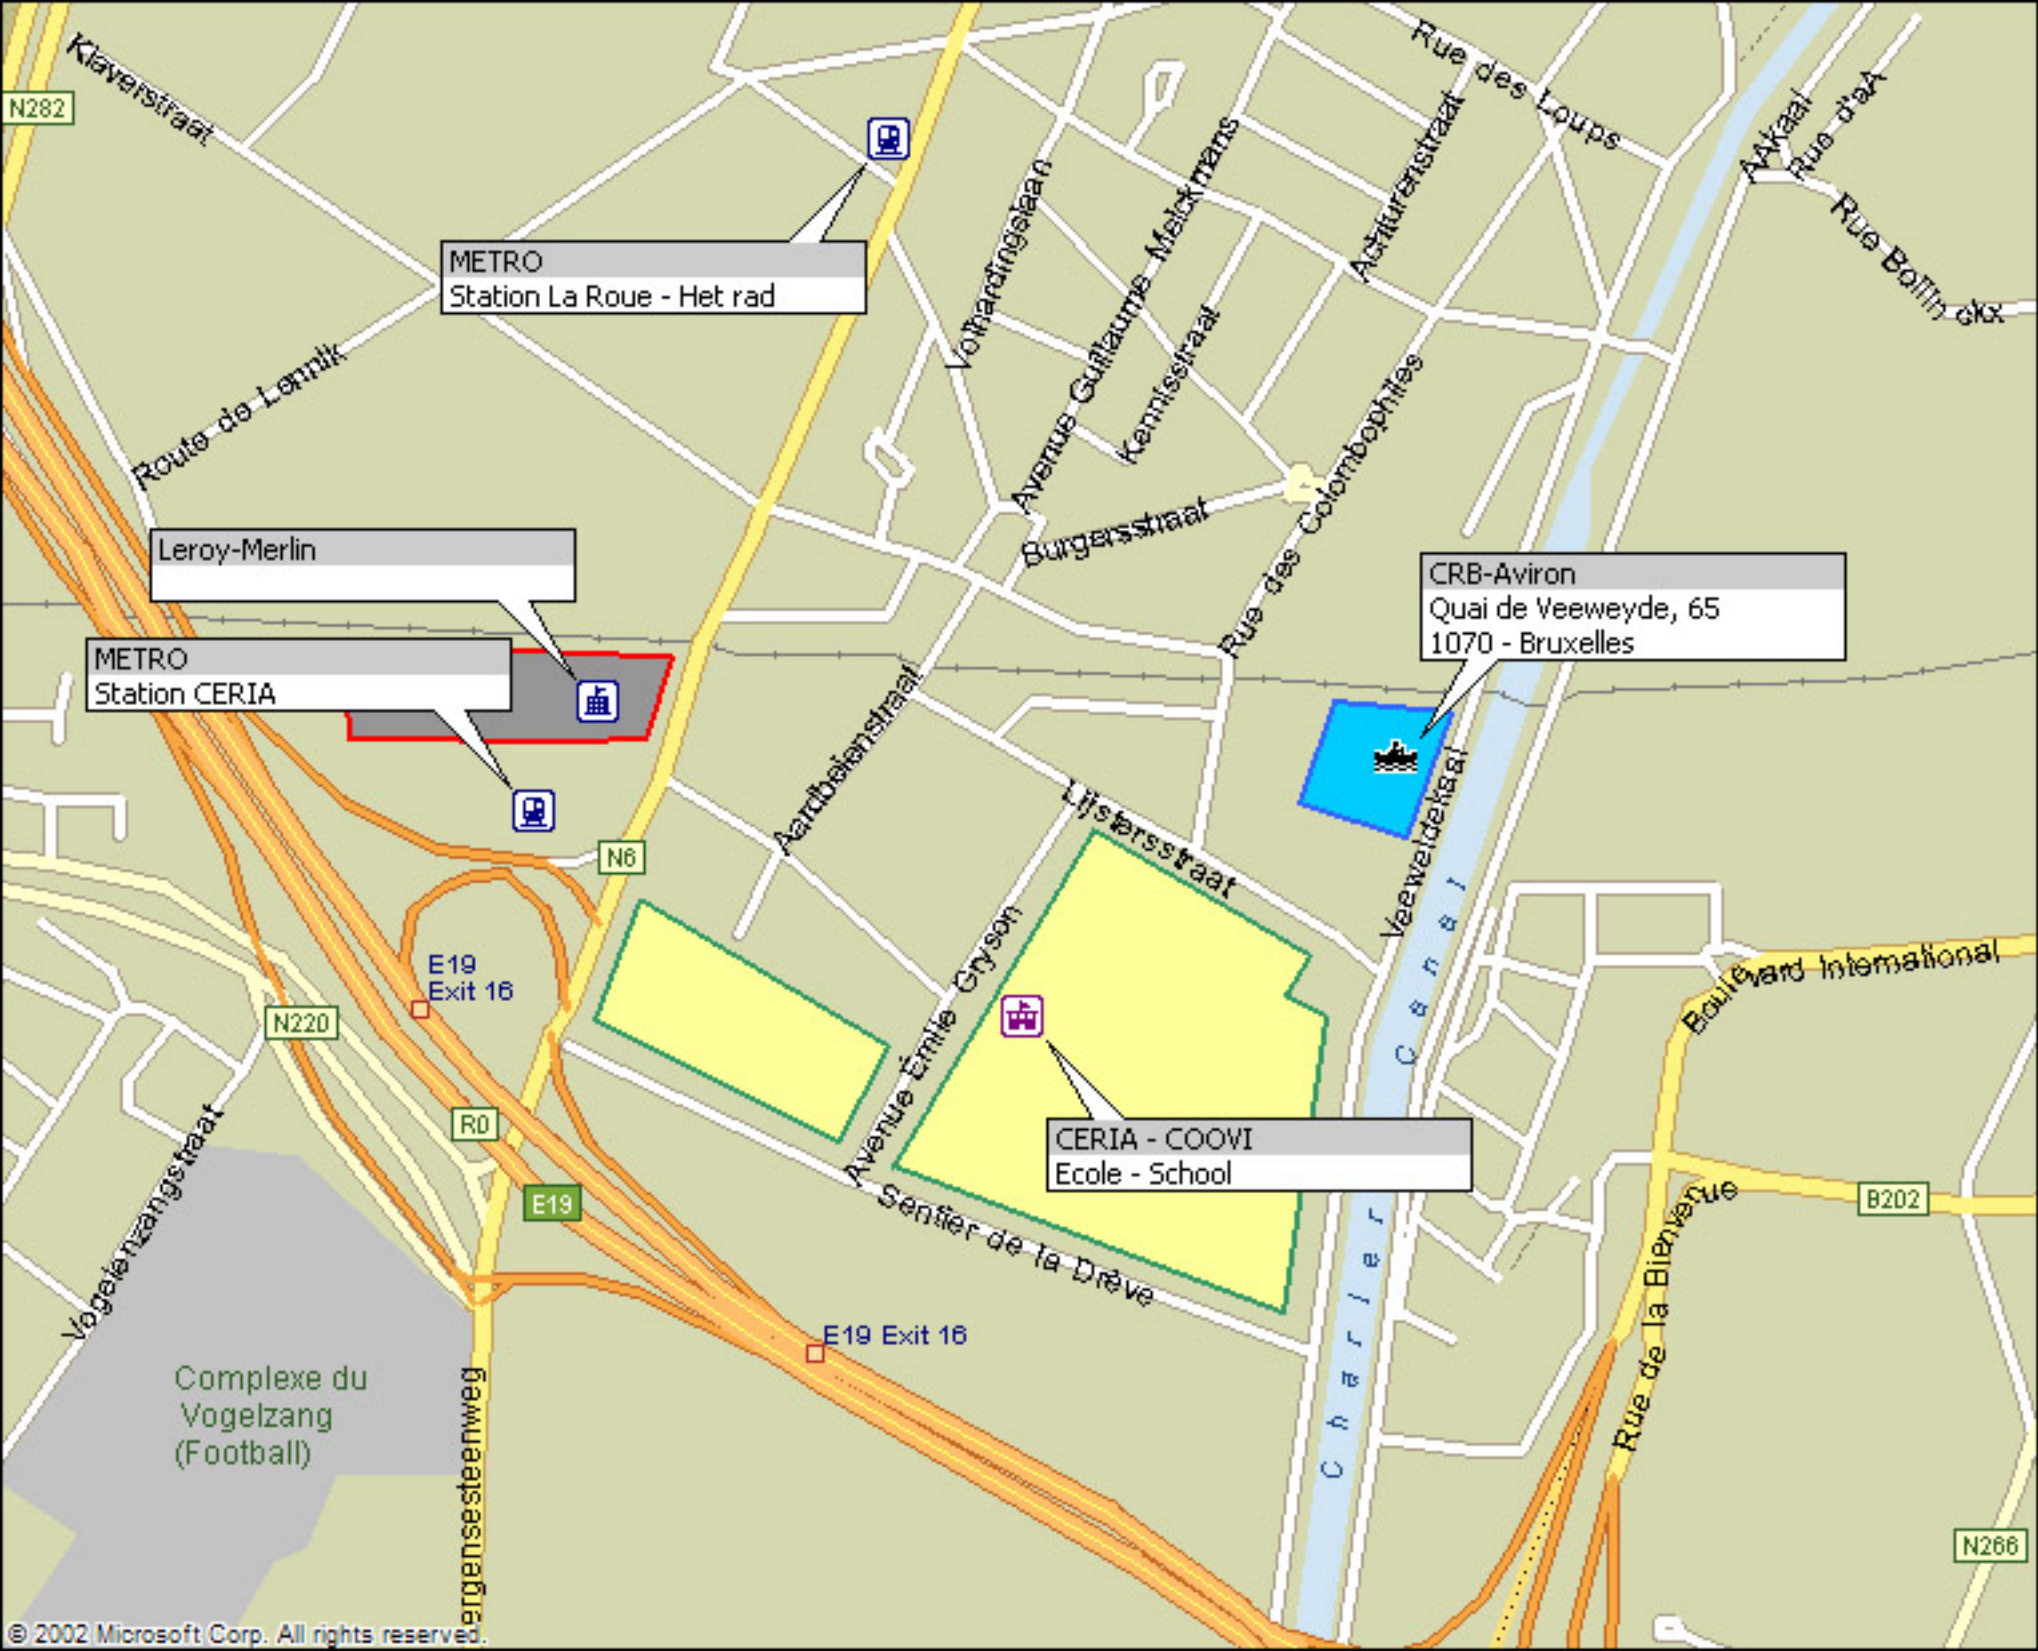 Klaverstraat
N282
Rue des Loups
AAkaai
Rue d'aA
Rue Bollinckx
METRO
Station La Roue - Het rad
Volhardingslaan
Avenue Guillaume Melckmans
Achturenstraat
Kennisstraat
Route de Lennik
Rue des Colombophiles
Burgersstraat
Leroy-Merlin
CRB-Aviron
Quai de Veeweyde, 65
1070 - Bruxelles
METRO
Station CERIA
Aardbeienstraat
Lijstersstraat
Veeweidekaai
N6
E19
Exit 16
Avenue Émile Gryson
Boulevard International
N220
R0
CERIA - COOVI
Ecole - School
E19
Sentier de la Drève
Charleroi Canal
B202
Rue de la Bienvenue
Vogelenzangstraat
E19 Exit 16
Complexe du
Vogelzang
(Football)
ergensesteenweg
N266
© 2002 Microsoft Corp. All rights reserved.